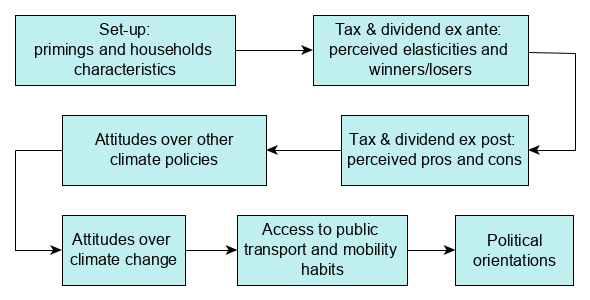 Set-up:
primings and households
characteristics
Tax & dividend ex ante:
perceived elasticities and
winners/losers
Tax & dividend ex post:
perceived pros and cons
Attitudes over other
climate policies
Attitudes over
climate change
Access to public
transport and mobility
habits
Political
orientations